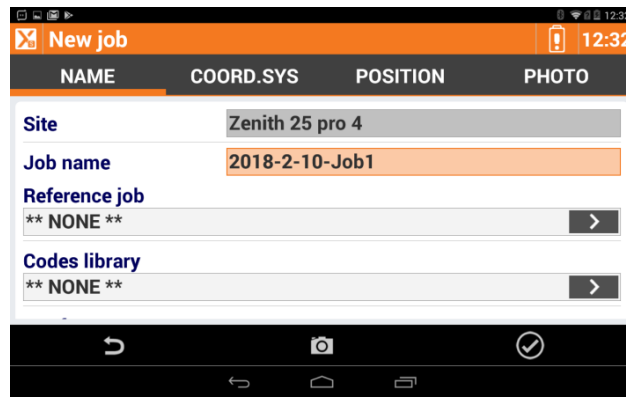 12:32
New job
12:32
NAME COORD.SYS POSITION PHOTO
Site Zenith 25 pro 4
Job name 2018-2-10-Job1
Reference job
** NONE **
Codes library
** NONE **